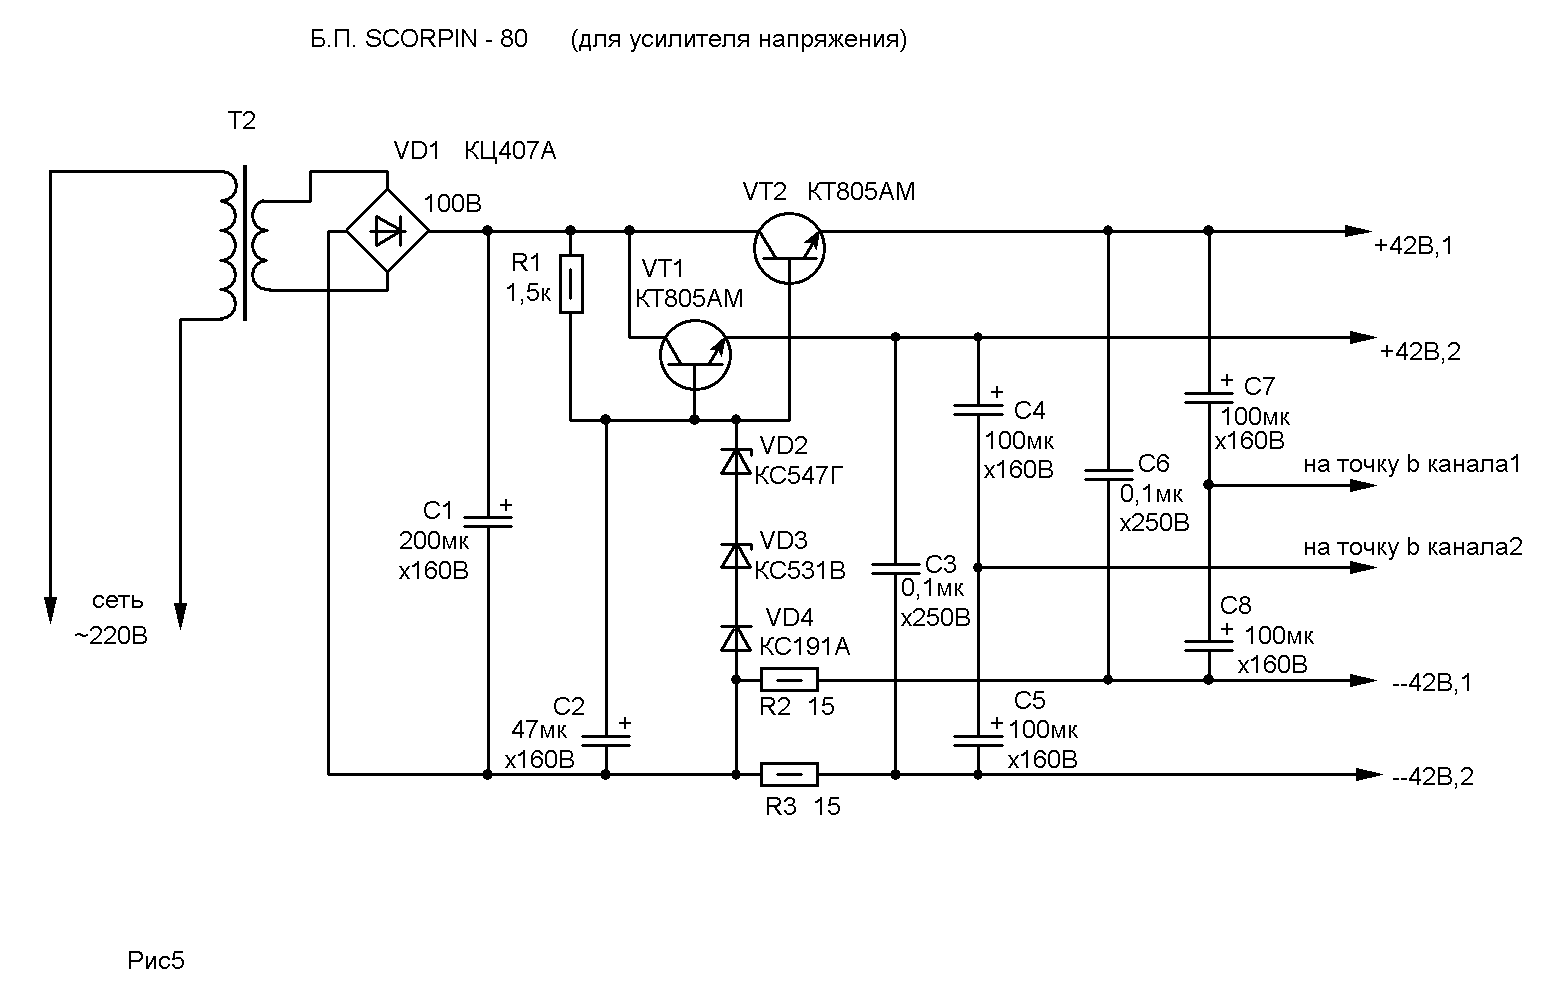 Б.П. SCORPIN - 80 (для усилителя напряжения)
T2
VD1 КЦ407А
100В
VT2 КТ805АМ
+42В,1
R1
1,5к
VT1
КТ805АМ
+42В,2
C7
100мк
х160В
C4
100мк
х160В
VD2
КС547Г
C6
0,1мк
х250В
на точку b канала1
C1
200мк
х160В
VD3
КС531В
на точку b канала2
C3
0,1мк
х250В
сеть
~220В
VD4
КС191А
C8
100мк
х160В
--42В,1
R2 15
C2
47мк
х160В
C5
100мк
х160В
--42В,2
R3 15
Рис5